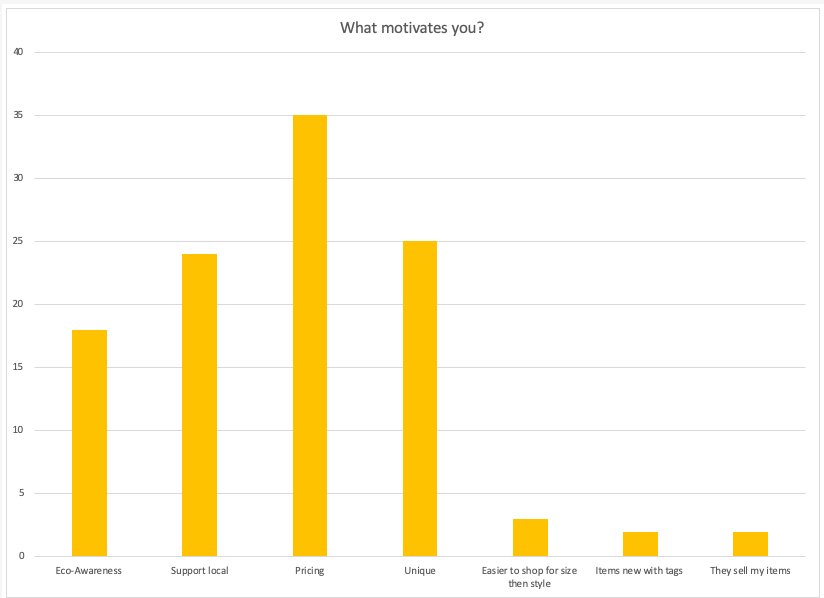 What motivates you?
40
35
30
25
20
15
10
5
0
Eco-Awareness
Support local
Pricing
Unique
Easier to shop for size
then style
Items new with tags
They sell my items